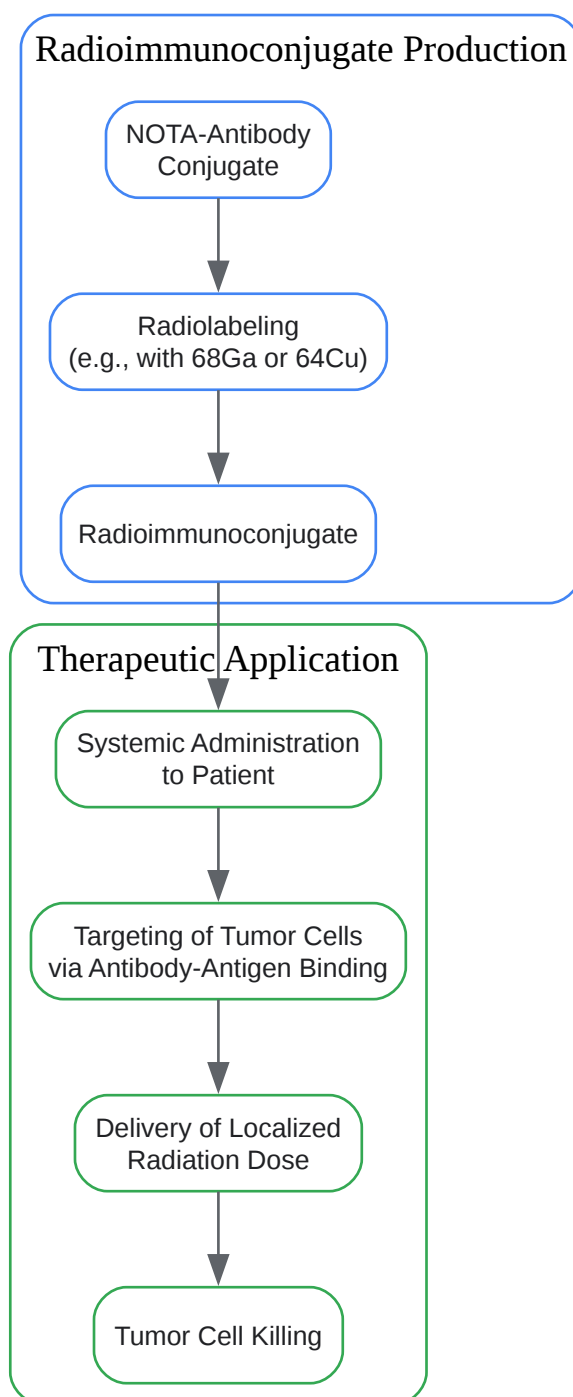 Radioimmunoconjugate Production
NOTA-Antibody
Conjugate
Radiolabeling
(e.g., with 68Ga or 64Cu)
Radioimmunoconjugate
Therapeutic Application
Systemic Administration
to Patient
Targeting of Tumor Cells
via Antibody-Antigen Binding
Delivery of Localized
Radiation Dose
Tumor Cell Killing